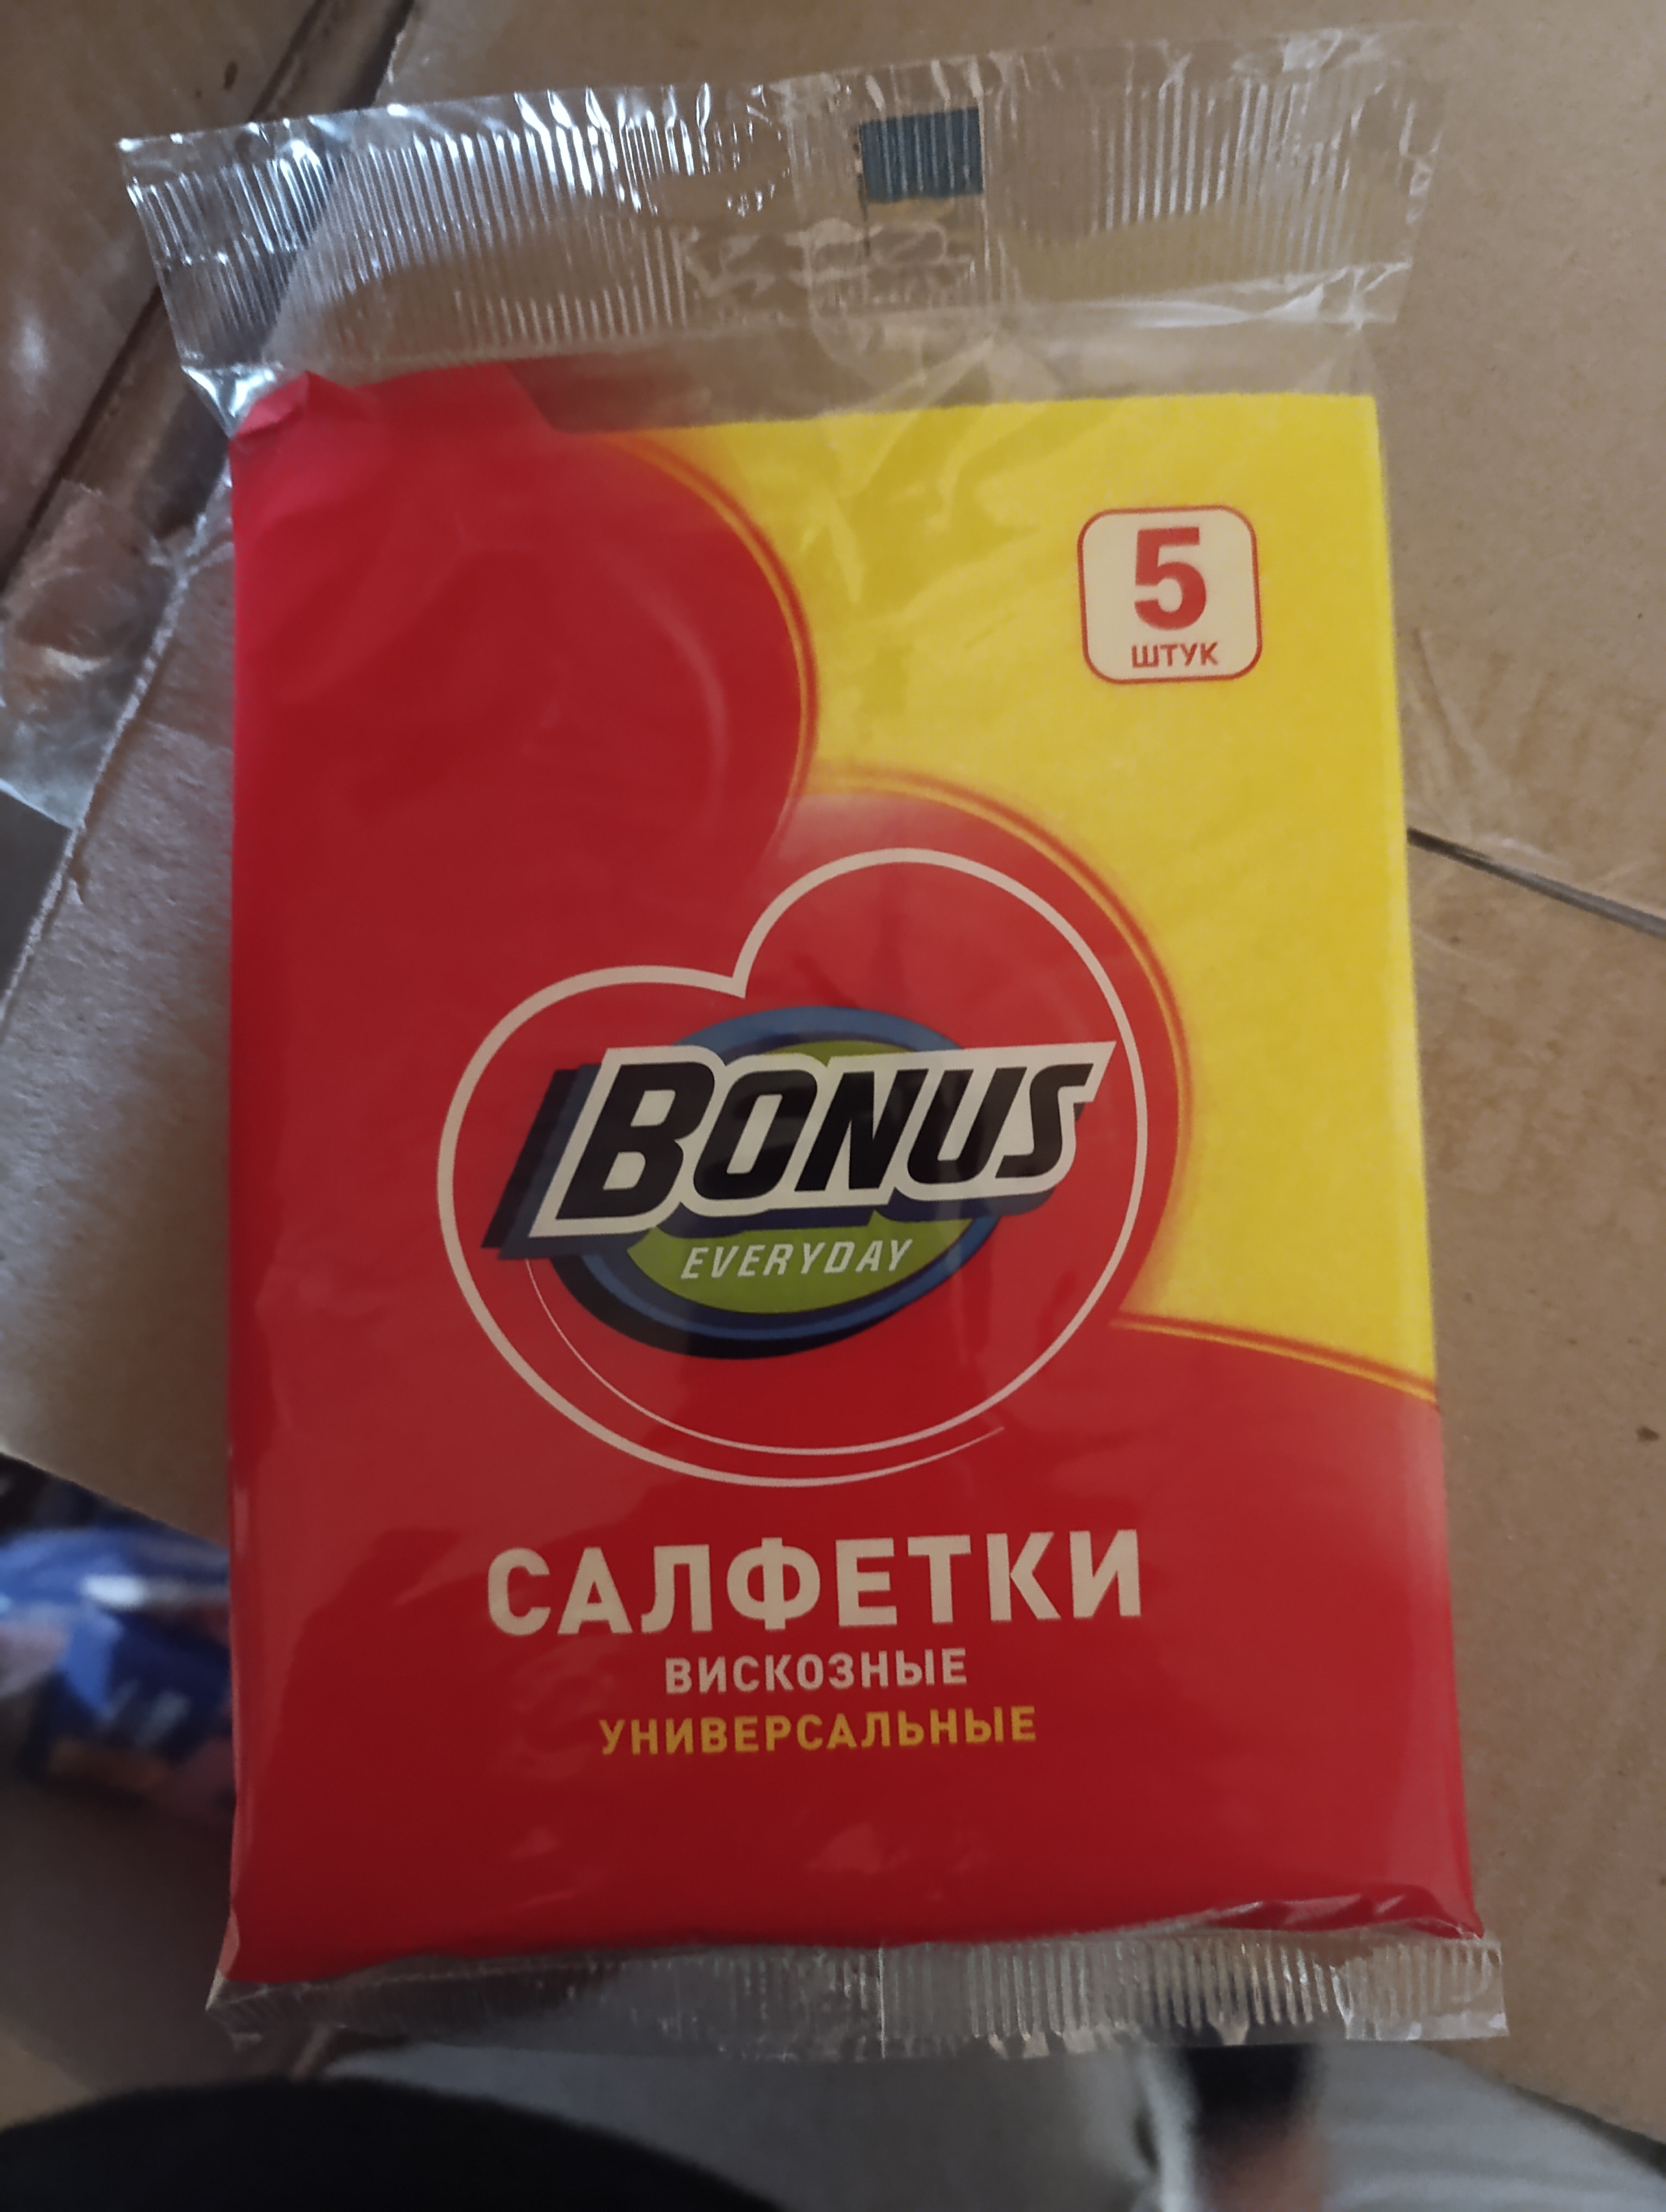 5
ШТУК
BONUS
EVERYDAY
САЛФЕТКИ
ВИСКОЗНЫЕ
УНИВЕРСАЛЬНЫЕ